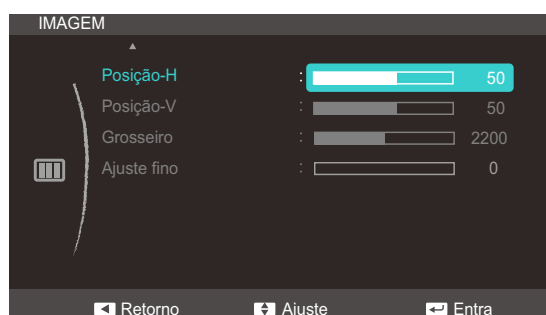 IMAGEM
Posição-H : 50
Posição-V : 50
Grosseiro : 2200
Ajuste fino : 0
Retorno Ajuste Entra